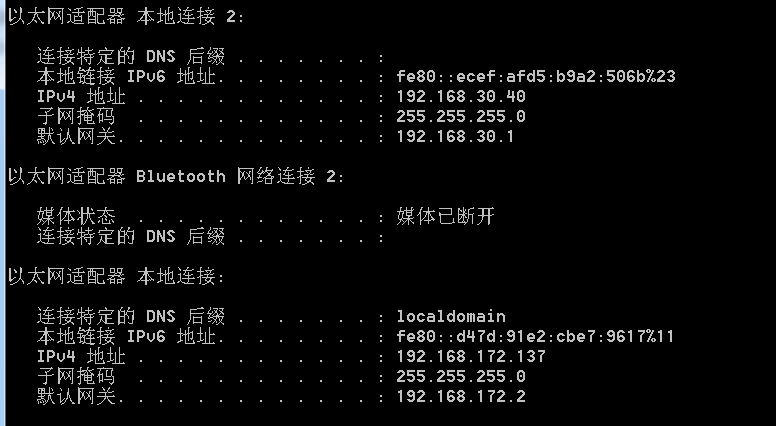 以太网适配器 本地连接 2:
连接特定的 DNS 后缀 . . . . . . . :
本地链接 IPv6 地址. . . . . . . . : fe80::ecef:afd5:b9a2:506b%23
IPv4 地址 . . . . . . . . . . . . : 192.168.30.40
子网掩码 . . . . . . . . . . . . : 255.255.255.0
默认网关. . . . . . . . . . . . . : 192.168.30.1
以太网适配器 Bluetooth 网络连接 2:
媒体状态 . . . . . . . . . . . . : 媒体已断开
连接特定的 DNS 后缀 . . . . . . . :
以太网适配器 本地连接:
连接特定的 DNS 后缀 . . . . . . . : localdomain
本地链接 IPv6 地址. . . . . . . . : fe80::d47d:91e2:cbe7:9617%11
IPv4 地址 . . . . . . . . . . . . : 192.168.172.137
子网掩码 . . . . . . . . . . . . : 255.255.255.0
默认网关. . . . . . . . . . . . . : 192.168.172.2